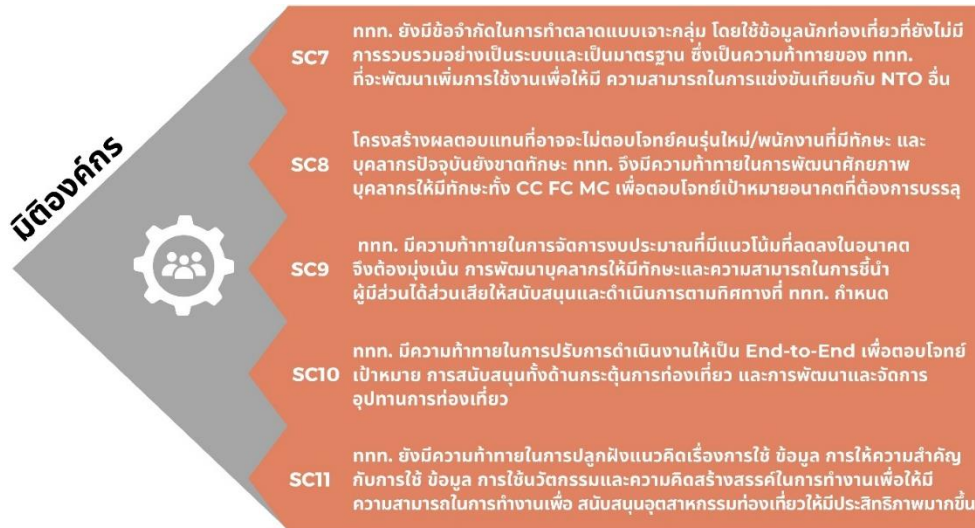 มิติองค์กร
SC7
ททท. ยังมีข้อจำกัดในการทำตลาดแบบเจาะกลุ่ม โดยใช้ข้อมูลนักท่องเที่ยวที่ยังไม่มี
การรวบรวมอย่างเป็นระบบและเป็นมาตรฐาน ซึ่งเป็นความท้าทายของ ททท.
ที่จะพัฒนาเพิ่มการใช้งานเพื่อให้มี ความสามารถในการแข่งขันเทียบกับ NTO อื่น
SC8
โครงสร้างผลตอบแทนที่อาจจะไม่ตอบโจทย์คนรุ่นใหม่/พนักงานที่มีทักษะ และ
บุคลากรปัจจุบันยังขาดทักษะ ททท. จึงมีความท้าทายในการพัฒนาศักยภาพ
บุคลากรให้มีทักษะทั้ง CC FC MC เพื่อตอบโจทย์เป้าหมายอนาคตที่ต้องการบรรลุ
SC9
ททท. มีความท้าทายในการจัดการงบประมาณที่มีแนวโน้มที่ลดลงในอนาคต
จึงต้องมุ่งเน้น การพัฒนาบุคลากรให้มีทักษะและความสามารถในการชี้นำ
ผู้มีส่วนได้ส่วนเสียให้สนับสนุนและดำเนินการตามทิศทางที่ ททท. กำหนด
SC10
ททท. มีความท้าทายในการปรับการดำเนินงานให้เป็น End-to-End เพื่อตอบโจทย์
เป้าหมาย การสนับสนุนทั้งด้านกระตุ้นการท่องเที่ยว และการพัฒนาและจัดการ
อุปทานการท่องเที่ยว
SC11
ททท. ยังมีความท้าทายในการปลูกฝังแนวคิดเรื่องการใช้ ข้อมูล การให้ความสำคัญ
กับการใช้ ข้อมูล การใช้นวัตกรรมและความคิดสร้างสรรค์ในการทำงานเพื่อให้มี
ความสามารถในการทำงานเพื่อ สนับสนุนอุตสาหกรรมท่องเที่ยวให้มีประสิทธิภาพมากขึ้น